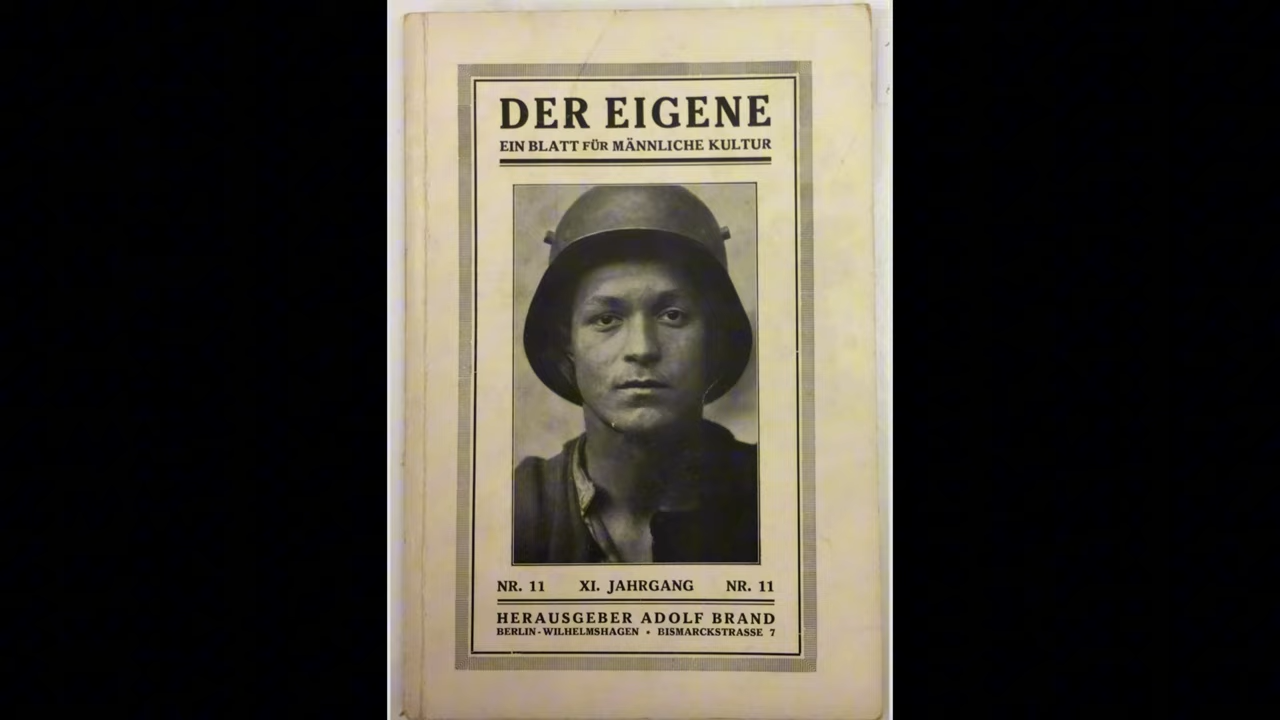 DER EIGENE
EIN BLATT FÜR MÄNNLICHE KULTUR
NR. 11 XI. JAHRGANG NR. 11
HERAUSGEBER ADOLF BRAND
BERLIN-WILHELMSHAGEN • BISMARCKSTRASSE 7